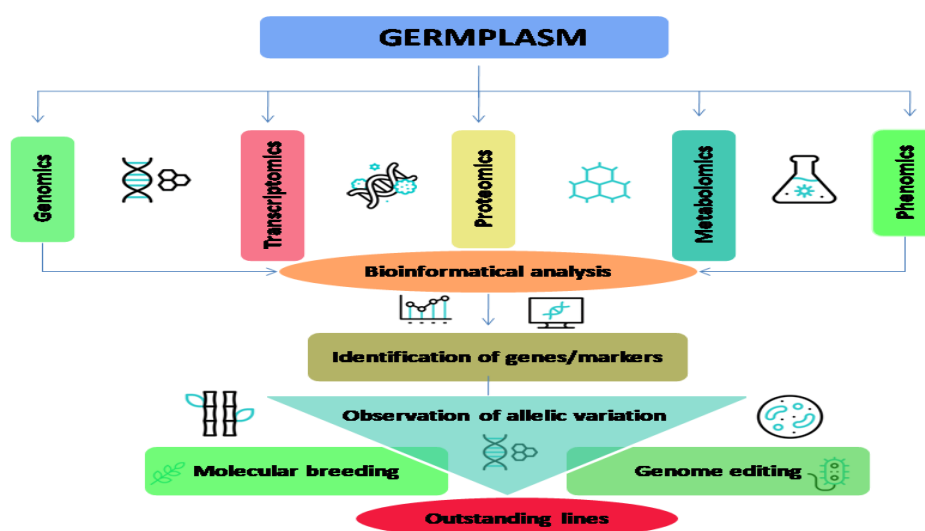 GERMPLASM
Genomics
Transcriptomics
Proteomics
Metabolomics
Phenomics
Bioinformatical analysis
Identification of genes/markers
Observation of allelic variation
Molecular breeding
Genome editing
Outstanding lines